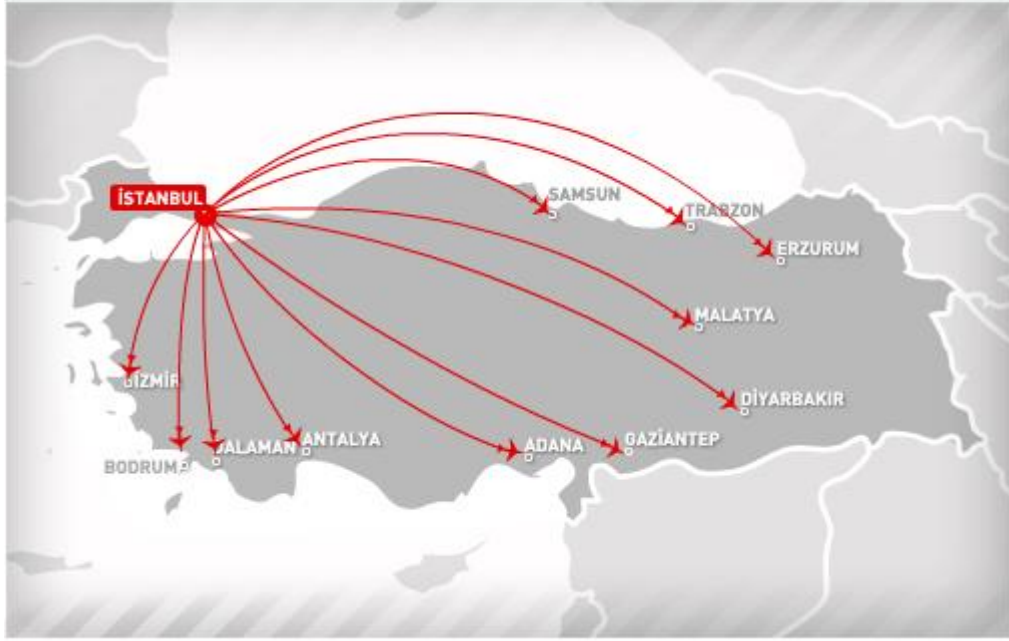 İSTANBUL
SAMSUN
TRABZON
ERZURUM
MALATYA
İZMİR
DİYARBAKIR
BODRUM
DALAMAN
ANTALYA
ADANA
GAZİANTEP